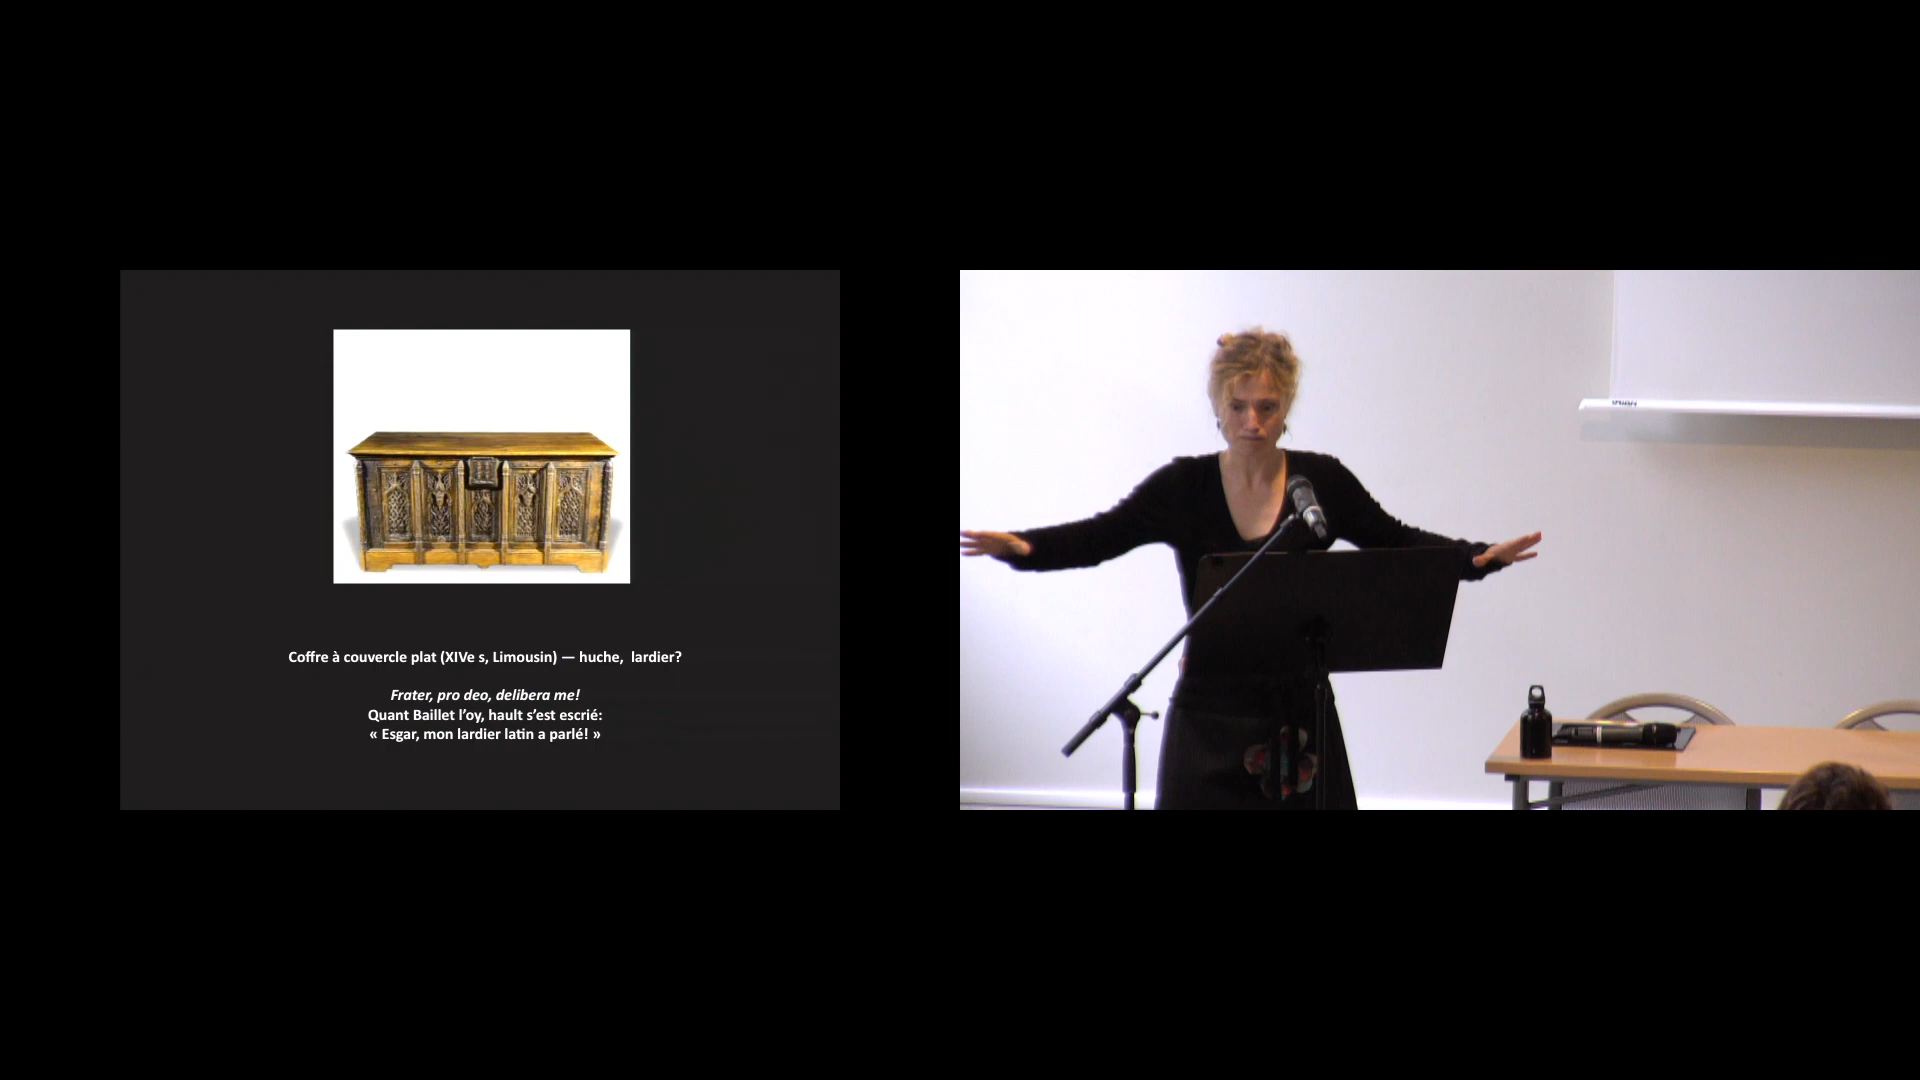 Coffre à couvercle plat (XIVe s, Limousin) — huche, lardier?
Frater, pro deo, delibera me!
Quant Baillet l’oy, hault s’est escrié:
« Esgar, mon lardier latin a parlé! »